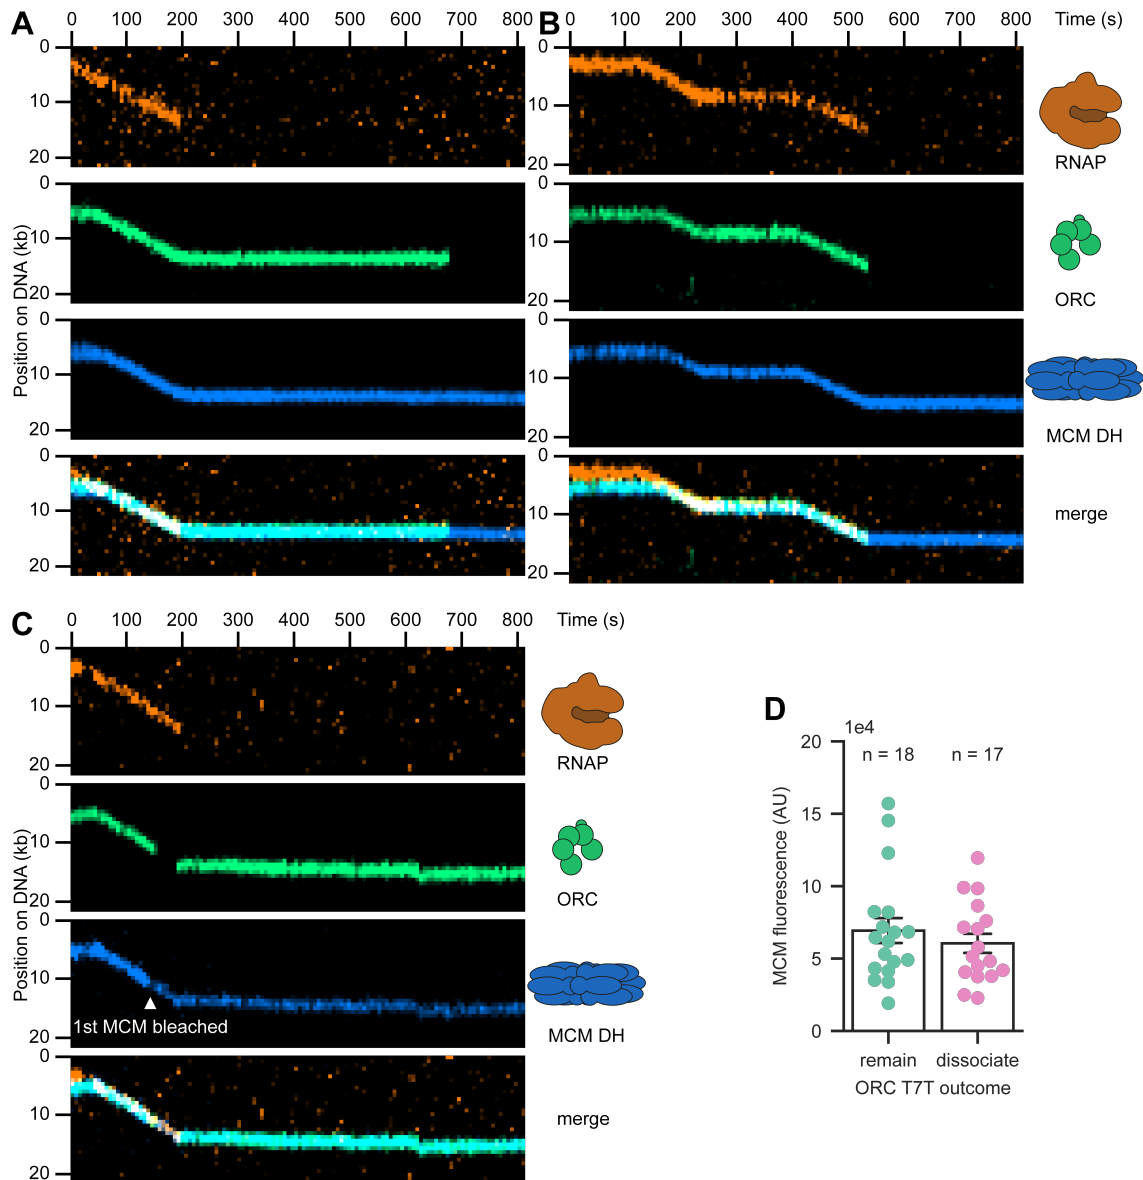 A
0 100 200 300 400 500 600 700 800
B
0 100 200 300 400 500 600 700 800
Time (s)
0
10
20
0
10
20
RNAP
Position on DNA (kb)
0
10
20
0
10
20
ORC
0
10
20
0
10
20
MCM DH
0
10
20
0
10
20
merge
C
0 100 200 300 400 500 600 700 800
Time (s)
0
10
20
RNAP
Position on DNA (kb)
0
10
20
ORC
0
10
20
1st MCM bleached
MCM DH
0
10
20
merge
D
1e4
MCM fluorescence (AU)
20
15
10
5
0
n = 18 n = 17
remain dissociate
ORC T7T outcome